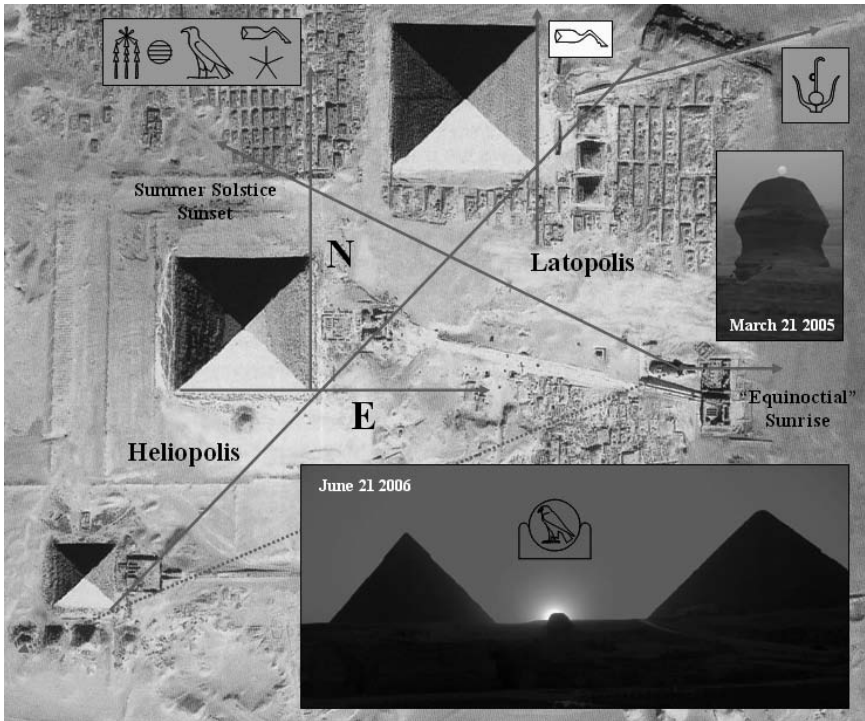 Summer Solstice
Sunset
N
Latopolis
March 21 2005
"Equinoctial"
Sunrise
E
Heliopolis
June 21 2006